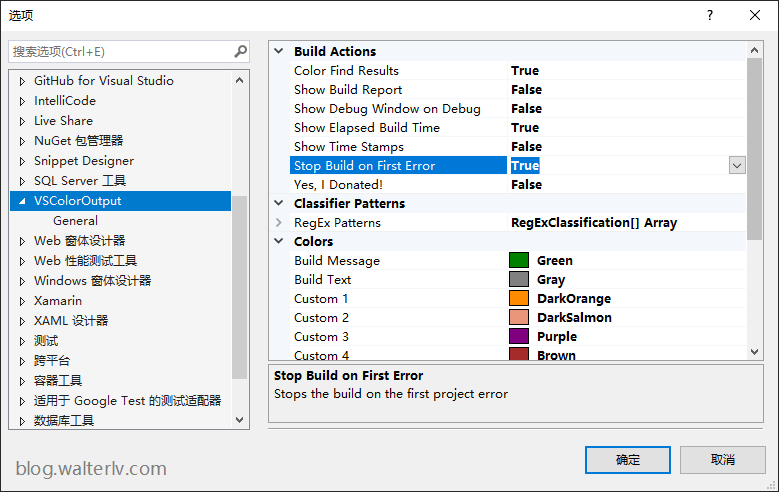 选项
搜索选项(Ctrl+E)
GitHub for Visual Studio
IntelliCode
Live Share
NuGet 包管理器
Snippet Designer
SQL Server 工具
VSColorOutput
General
Web 窗体设计器
Web 性能测试工具
Windows 窗体设计器
Xamarin
XAML 设计器
测试
跨平台
容器工具
适用于 Google Test 的测试适配器
数据库工具
Build Actions
Color Find Results True
Show Build Report False
Show Debug Window on Debug False
Show Elapsed Build Time True
Show Time Stamps False
Stop Build on First Error True
Yes, I Donated! False
Classifier Patterns
RegEx Patterns RegExClassification[] Array
Colors
Build Message Green
Build Text Gray
Custom 1 DarkOrange
Custom 2 DarkSalmon
Custom 3 Purple
Custom 4 Brown
Stop Build on First Error
Stops the build on the first project error
blog.walterlv.com
确定
取消